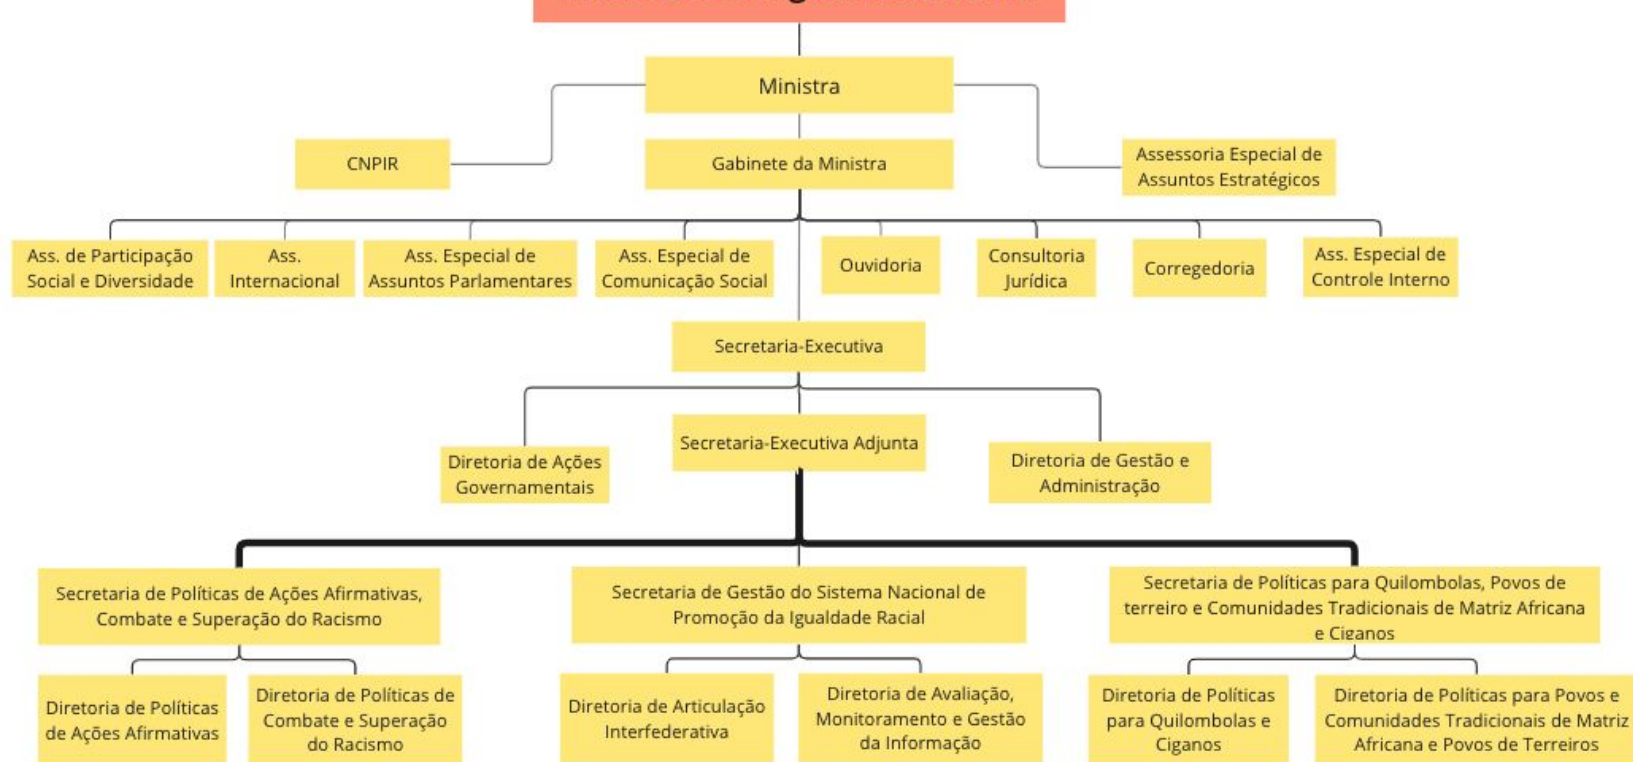 Ministra
CNPIR
Gabinete da Ministra
Assessoria Especial de
Assuntos Estratégicos
Ass. de Participação
Social e Diversidade
Ass.
Internacional
Ass. Especial de
Assuntos Parlamentares
Ass. Especial de
Comunicação Social
Ouvidoria
Consultoria
Jurídica
Corregedoria
Ass. Especial de
Controle Interno
Secretaria-Executiva
Secretaria-Executiva Adjunta
Diretoria de Ações
Governamentais
Diretoria de Gestão e
Administração
Secretaria de Políticas de Ações Afirmativas,
Combate e Superação do Racismo
Secretaria de Gestão do Sistema Nacional de
Promoção da Igualdade Racial
Secretaria de Políticas para Quilombolas, Povos de
terreiro e Comunidades Tradicionais de Matriz Africana
e Ciganos
Diretoria de Políticas
de Ações Afirmativas
Diretoria de Políticas de
Combate e Superação
do Racismo
Diretoria de Articulação
Interfederativa
Diretoria de Avaliação,
Monitoramento e Gestão
da Informação
Diretoria de Políticas
para Quilombolas e
Ciganos
Diretoria de Políticas para Povos e
Comunidades Tradicionais de Matriz
Africana e Povos de Terreiros